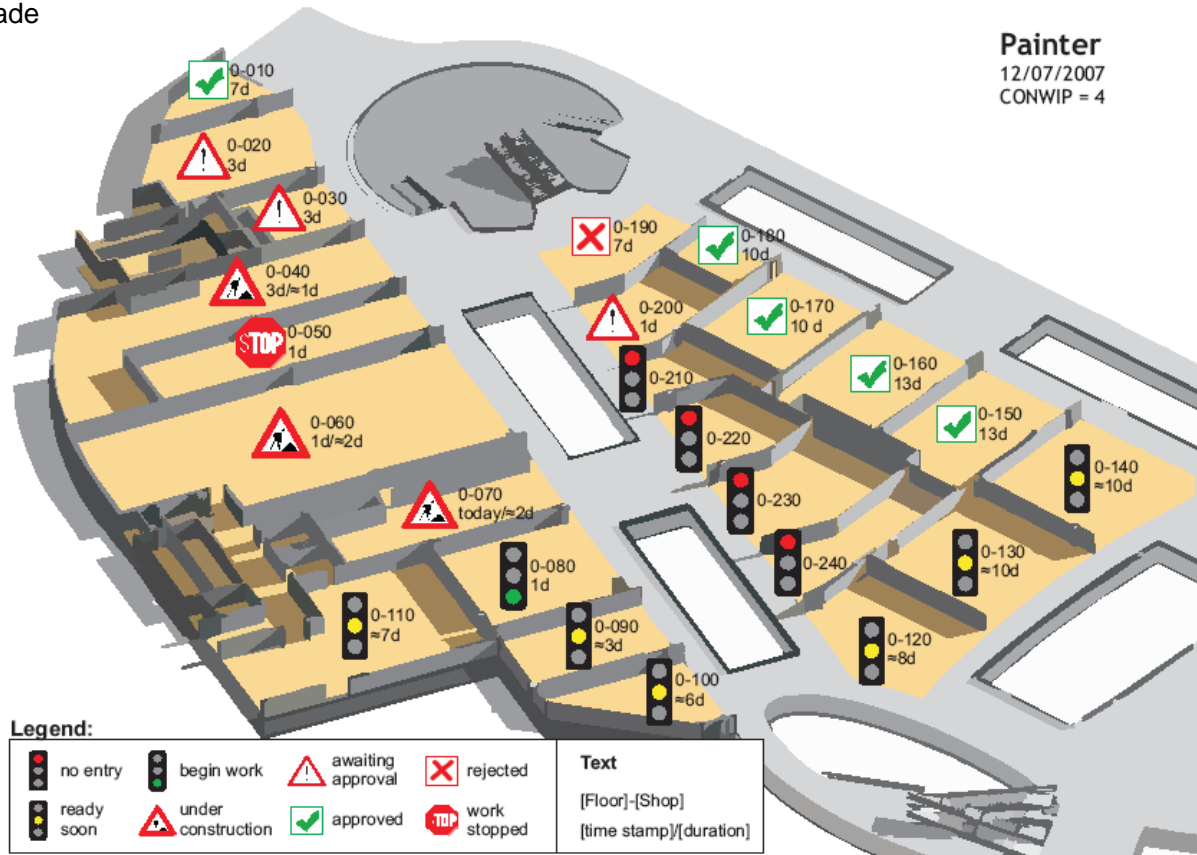 ade
Painter
12/07/2007
CONWIP = 4
0-010
7d
0-020
3d
0-030
3d
0-040
3d/≈1d
STOP
0-050
1d
0-060
1d/≈2d
0-070
today/≈2d
0-080
1d
0-090
≈3d
0-100
≈6d
0-110
≈7d
0-190
7d
0-180
10d
0-200
1d
0-170
10 d
0-210
0-160
13d
0-220
0-150
13d
0-230
0-140
≈10d
0-240
0-130
≈10d
0-120
≈8d
Legend:
no entry
begin work
awaiting
approval
rejected
ready
soon
under
construction
approved
STOP
work
stopped
Text
[Floor]-[Shop]
[time stamp]/[duration]